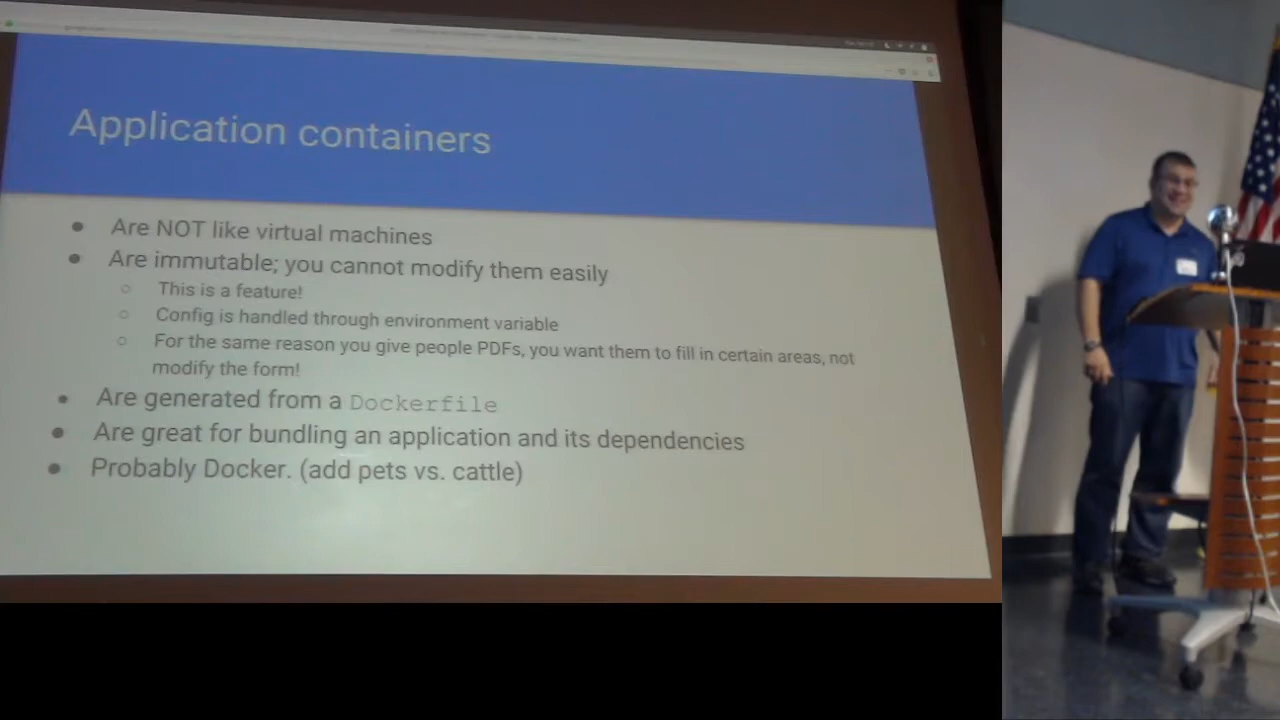 Application containers
Are NOT like virtual machines
Are immutable; you cannot modify them easily
This is a feature!
Config is handled through environment variable
For the same reason you give people PDFs, you want them to fill in certain areas, not
modify the form!
Are generated from a Dockerfile
Are great for bundling an application and its dependencies
Probably Docker. (add pets vs. cattle)